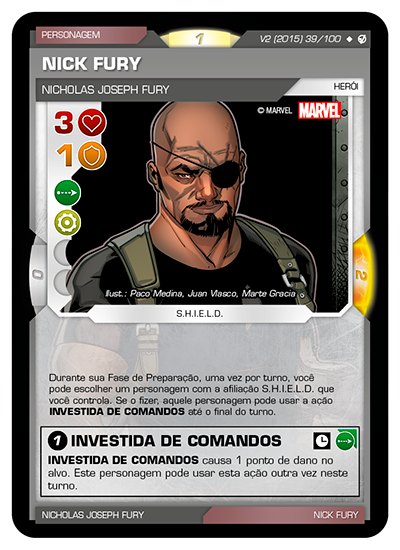 PERSONAGEM
1
V2 (2015) 39/100
NICK FURY
NICHOLAS JOSEPH FURY
HERÓI
© MARVEL MARVEL
3
1
0
2
Ilust.: Paco Medina, Juan Vlasco, Marte Gracia
S.H.I.E.L.D.
Durante sua Fase de Preparação, uma vez por turno, você
pode escolher um personagem com a afiliação S.H.I.E.L.D. que
você controla. Se o fizer, aquele personagem pode usar a ação
INVESTIDA DE COMANDOS até o final do turno.
1 INVESTIDA DE COMANDOS
INVESTIDA DE COMANDOS causa 1 ponto de dano no
alvo. Este personagem pode usar esta ação outra vez neste
turno.
NICHOLAS JOSEPH FURY
NICK FURY